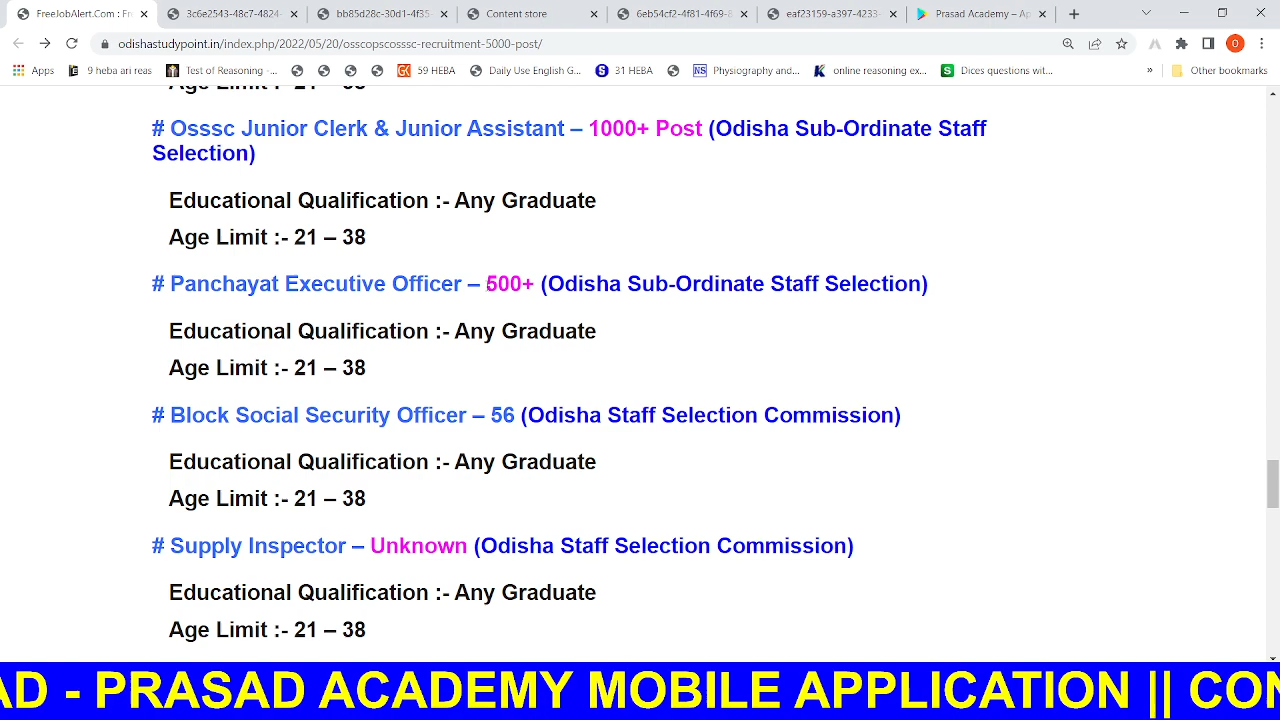 FreeJobAlert.Com : Fre
3c6e2543-48c7-4824-
bb85d28c-30d1-4f35-
Content store
6eb54cf2-4f81-4f69-8
eaf23159-a397-4233-
Prasad Academy – Ap
odishastudypoint.in/index.php/2022/05/20/osscopscosssc-recruitment-5000-post/
O
Apps
9 heba ari reas
Test of Reasoning -...
59 HEBA
Daily Use English G...
31 HEBA
Physiography and...
online reasoning ex...
Dices questions wit...
»
Other bookmarks
Age Limit :- 21 – 38
# Osssc Junior Clerk & Junior Assistant – 1000+ Post (Odisha Sub-Ordinate Staff
Selection)
Educational Qualification :- Any Graduate
Age Limit :- 21 – 38
# Panchayat Executive Officer – 500+ (Odisha Sub-Ordinate Staff Selection)
Educational Qualification :- Any Graduate
Age Limit :- 21 – 38
# Block Social Security Officer – 56 (Odisha Staff Selection Commission)
Educational Qualification :- Any Graduate
Age Limit :- 21 – 38
# Supply Inspector – Unknown (Odisha Staff Selection Commission)
Educational Qualification :- Any Graduate
Age Limit :- 21 – 38
AD - PRASAD ACADEMY MOBILE APPLICATION || CON